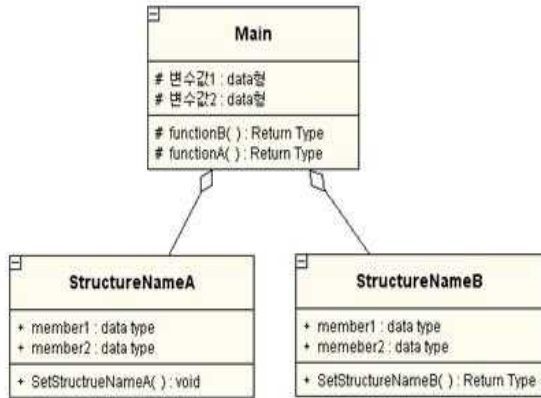 Main
# 변수값1 : data형
# 변수값2 : data형
# functionB( ) : Return Type
# functionA( ) : Return Type
StructureNameA
+ member1 : data type
+ member2 : data type
+ SetStructrueNameA( ) : void
StructureNameB
+ member1 : data type
+ memeber2 : data type
+ SetStructureNameB( ) : Return Type